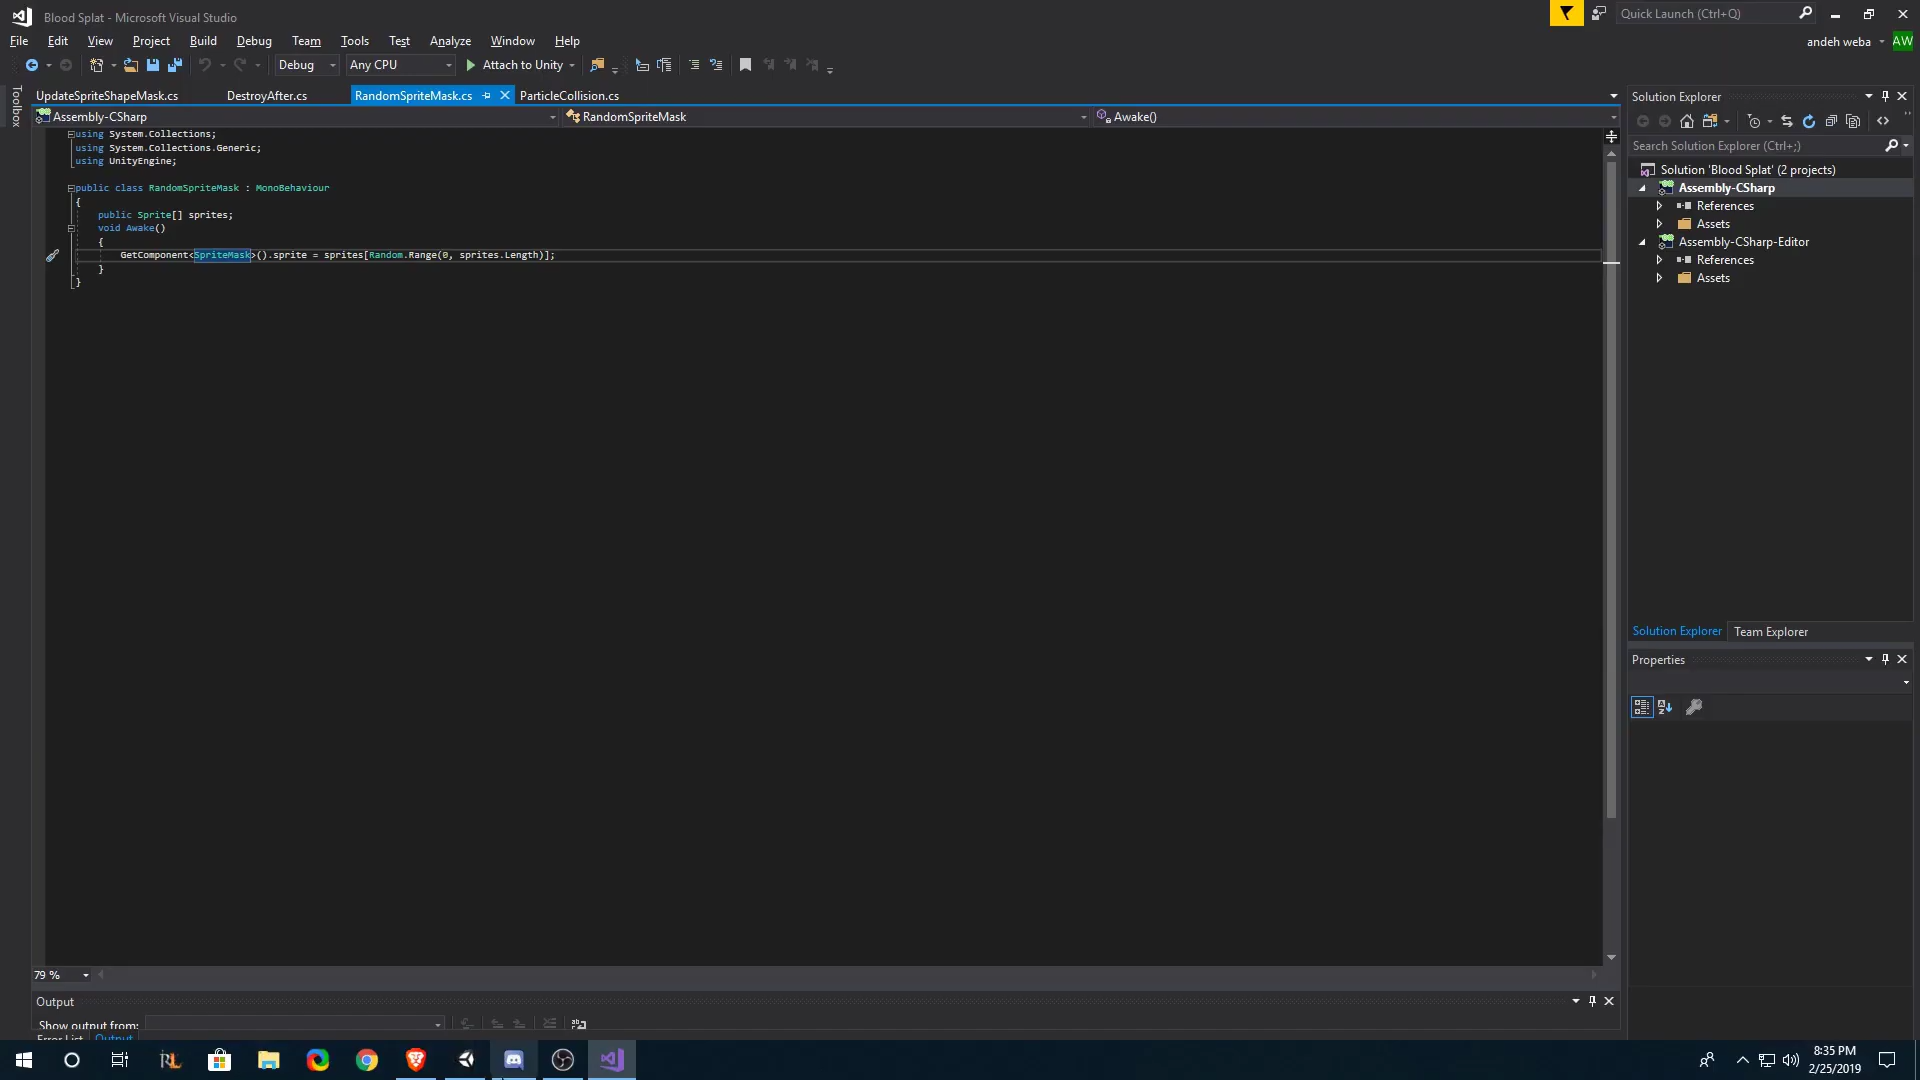 Blood Splat - Microsoft Visual Studio
Quick Launch (Ctrl+Q)
File Edit View Project Build Debug Team Tools Test Analyze Window Help
andeh weba AW
Debug Any CPU Attach to Unity
Toolbox
UpdateSpriteShapeMask.cs DestroyAfter.cs RandomSpriteMask.cs ParticleCollision.cs
Assembly-CSharp RandomSpriteMask Awake()
using System.Collections;
using System.Collections.Generic;
using UnityEngine;
public class RandomSpriteMask : MonoBehaviour
{
public Sprite[] sprites;
void Awake()
{
GetComponent<SpriteMask>().sprite = sprites[Random.Range(0, sprites.Length)];
}
}
79 %
Output
Show output from:
Error List Output
Solution Explorer
Search Solution Explorer (Ctrl+;)
Solution 'Blood Splat' (2 projects)
Assembly-CSharp
References
Assets
Assembly-CSharp-Editor
References
Assets
Solution Explorer Team Explorer
Properties
RL
8:35 PM
2/25/2019